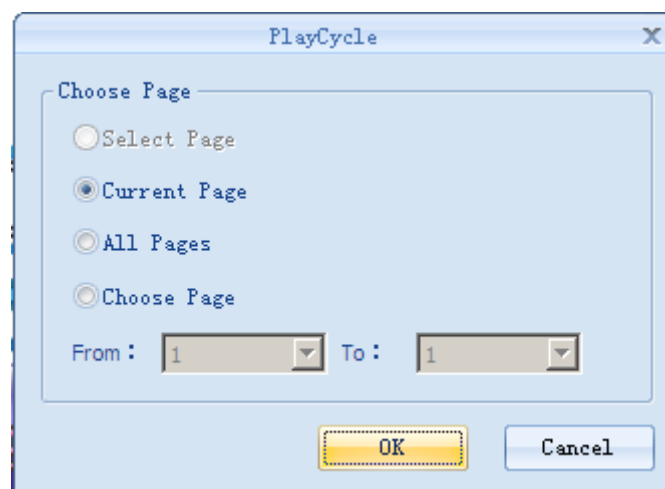 PlayCycle
Choose Page
Select Page
Current Page
All Pages
Choose Page
From： 1 To： 1
OK Cancel